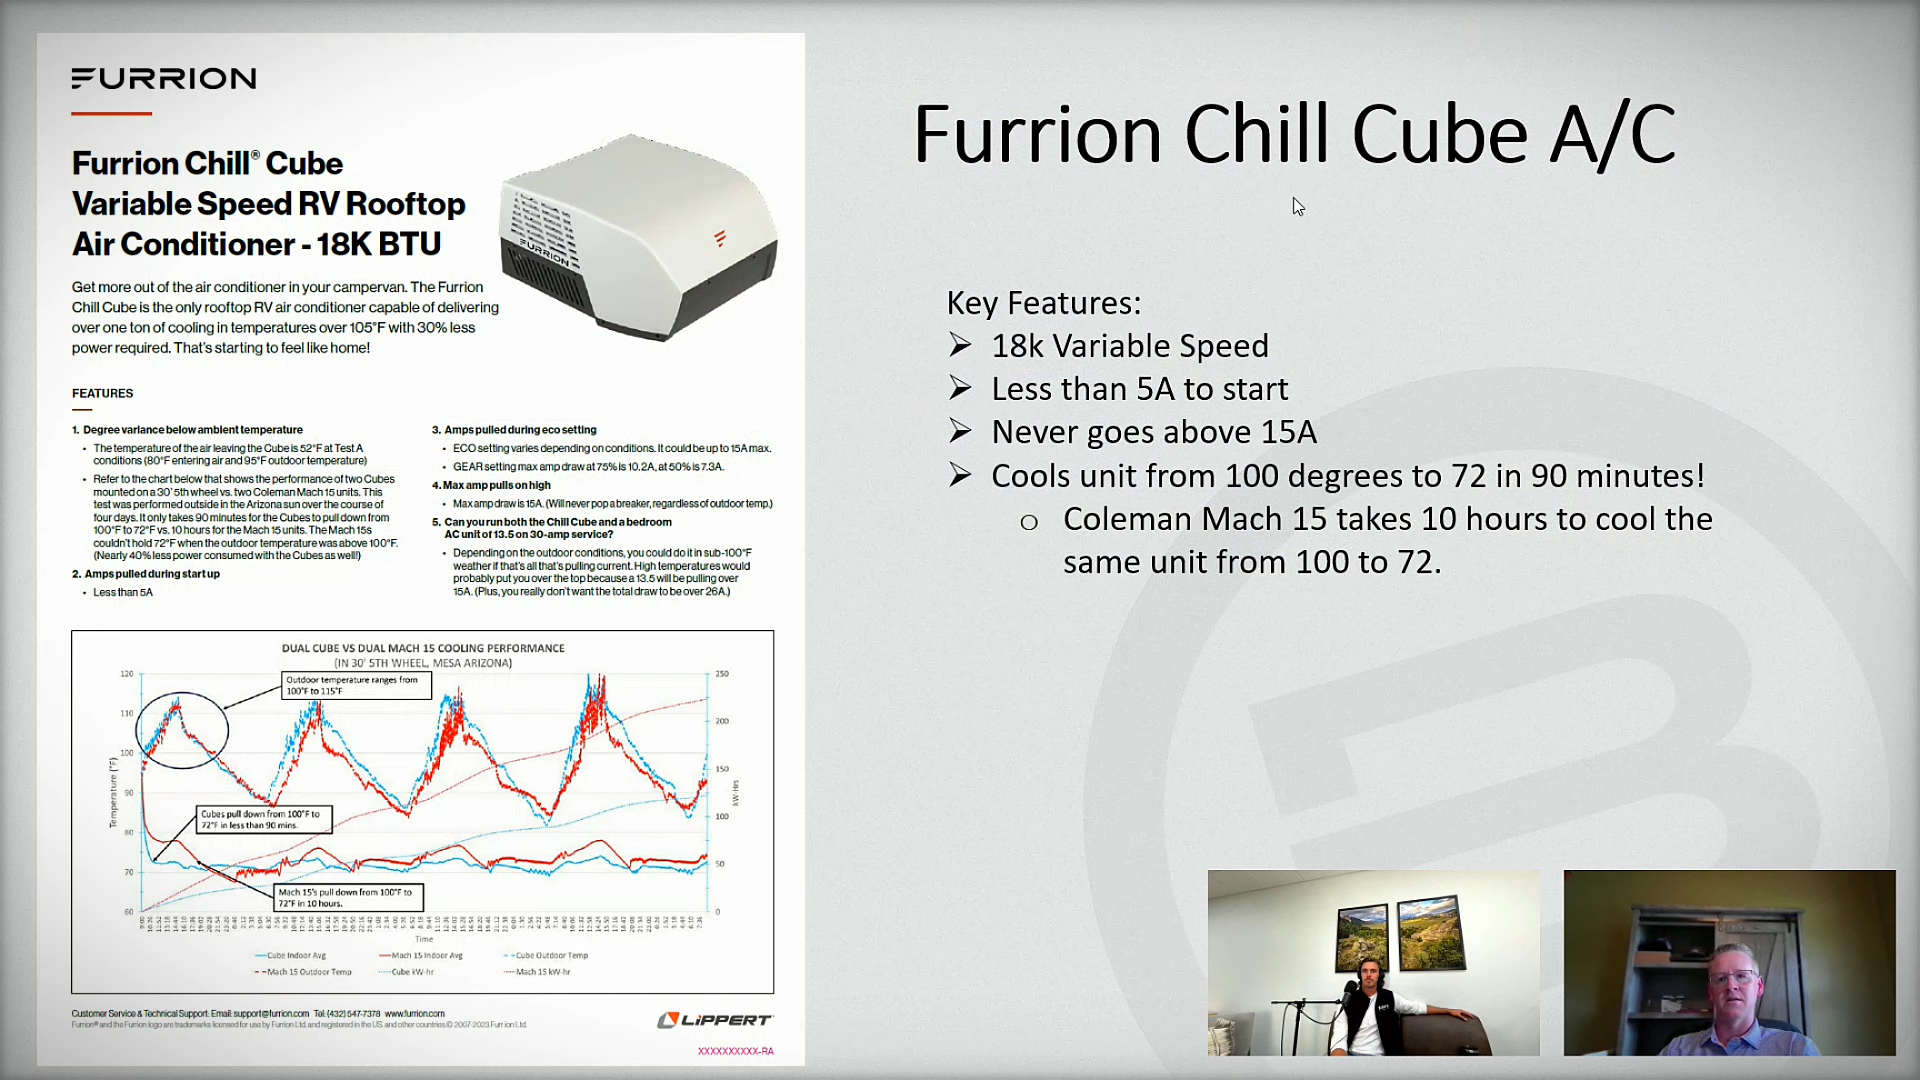 FURRION
Furrion Chill® Cube
Variable Speed RV Rooftop
Air Conditioner - 18K BTU
Get more out of the air conditioner in your campervan. The Furrion
Chill Cube is the only rooftop RV air conditioner capable of delivering
over one ton of cooling in temperatures over 105°F with 30% less
power required. That's starting to feel like home!
FURRION
FEATURES
1. Degree variance below ambient temperature
• The temperature of the air leaving the Cube is 52°F at Test A
conditions (80°F entering air and 95°F outdoor temperature)
• Refer to the chart below that shows the performance of two Cubes
mounted on a 30' 5th wheel vs. two Coleman Mach 15 units. This
test was performed outside in the Arizona sun over the course of
four days. It only takes 90 minutes for the Cubes to pull down from
100°F to 72°F vs. 10 hours for the Mach 15 units. The Mach 15s
couldn't hold 72°F when the outdoor temperature was above 100°F.
(Nearly 40% less power consumed with the Cubes as well!)
2. Amps pulled during start up
• Less than 5A
3. Amps pulled during eco setting
• ECO setting varies depending on conditions. It could be up to 15A max.
• GEAR setting max amp draw at 75% is 10.2A, at 50% is 7.3A.
4. Max amp pulls on high
• Max amp draw is 15A. (Will never pop a breaker, regardless of outdoor temp.)
5. Can you run both the Chill Cube and a bedroom
AC unit of 13.5 on 30-amp service?
• Depending on the outdoor conditions, you could do it in sub-100°F
weather if that's all that's pulling current. High temperatures would
probably put you over the top because a 13.5 will be pulling over
15A. (Plus, you really don't want the total draw to be over 26A.)
DUAL CUBE VS DUAL MACH 15 COOLING PERFORMANCE
(IN 30' 5TH WHEEL, MESA ARIZONA)
Outdoor temperature ranges from
100°F to 115°F
Cubes pull down from 100°F to
72°F in less than 90 mins.
Mach 15's pull down from 100°F to
72°F in 10 hours.
Temperature (°F)
120
110
100
90
80
70
60
250
200
150
100
50
0
kW-Hrs
Time
Cube Indoor Avg
Mach 15 Indoor Avg
Cube Outdoor Temp
Mach 15 Outdoor Temp
Cube kW-hr
Mach 15 kW-hr
Customer Service & Technical Support: Email: support@furrion.com Tel: (432) 547-7378 www.furrion.com
Furrion® and the Furrion logo are trademarks licensed for use by Furrion Ltd. and registered in the U.S. and other countries © 2007-2023 Furrion Ltd.
LIPPERT
XXXXXXXXXX-RA
Furrion Chill Cube A/C
Key Features:
➢ 18k Variable Speed
➢ Less than 5A to start
➢ Never goes above 15A
➢ Cools unit from 100 degrees to 72 in 90 minutes!
o Coleman Mach 15 takes 10 hours to cool the
same unit from 100 to 72.